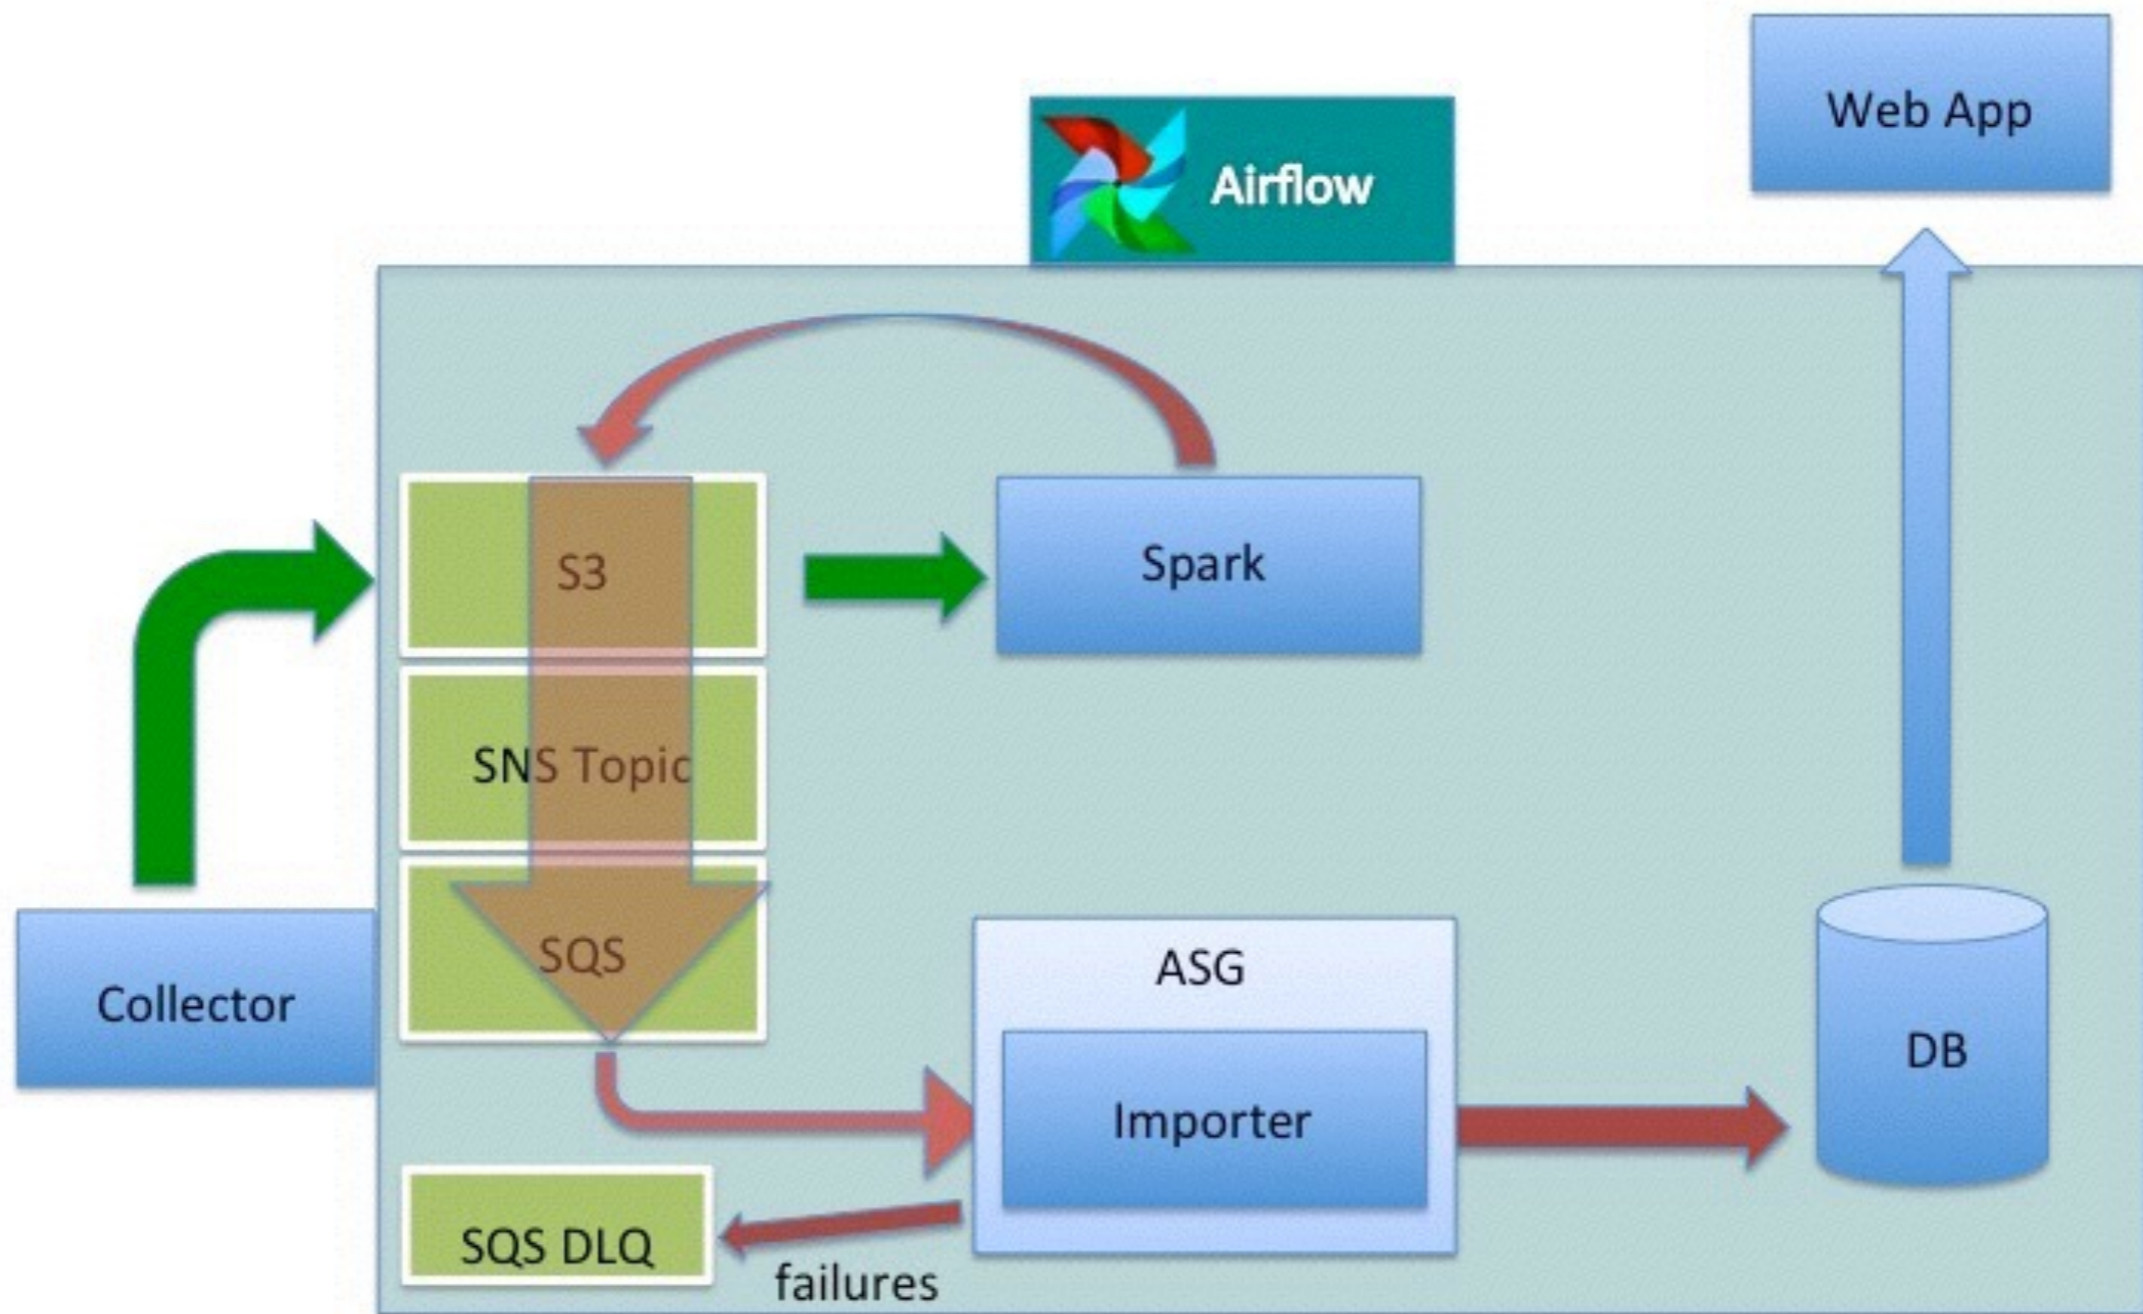 Web App
Airflow
S3
Spark
SNS Topic
SQS
Collector
ASG
Importer
DB
SQS DLQ
failures